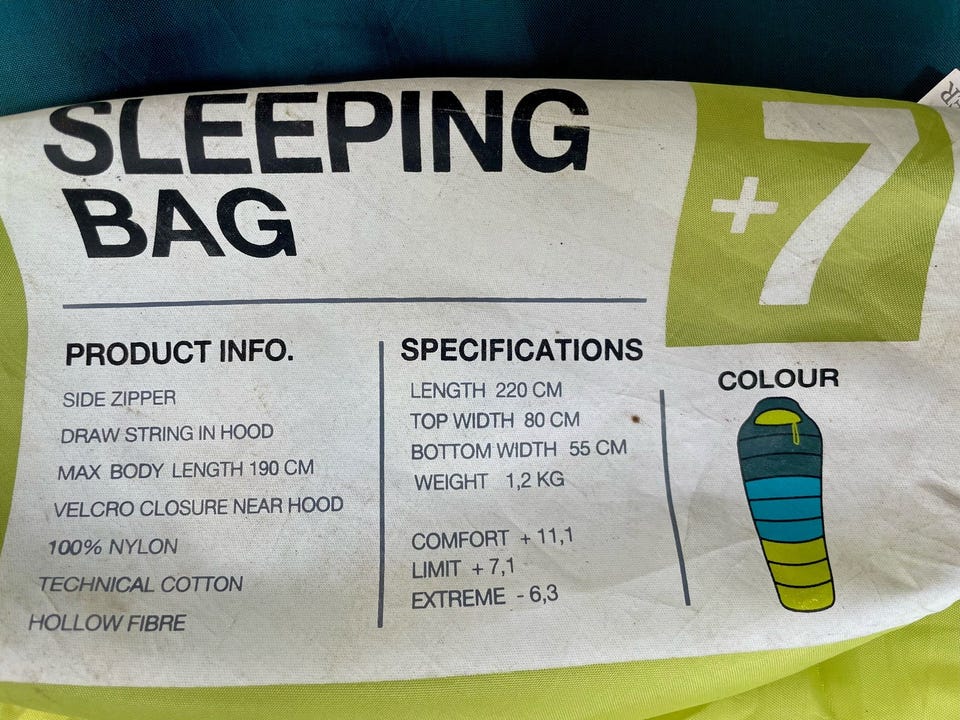 SLEEPING
BAG
+7
PRODUCT INFO.
SIDE ZIPPER
DRAW STRING IN HOOD
MAX BODY LENGTH 190 CM
VELCRO CLOSURE NEAR HOOD
100% NYLON
TECHNICAL COTTON
HOLLOW FIBRE
SPECIFICATIONS
LENGTH 220 CM
TOP WIDTH 80 CM
BOTTOM WIDTH 55 CM
WEIGHT 1,2 KG
COMFORT + 11,1
LIMIT + 7,1
EXTREME - 6,3
COLOUR